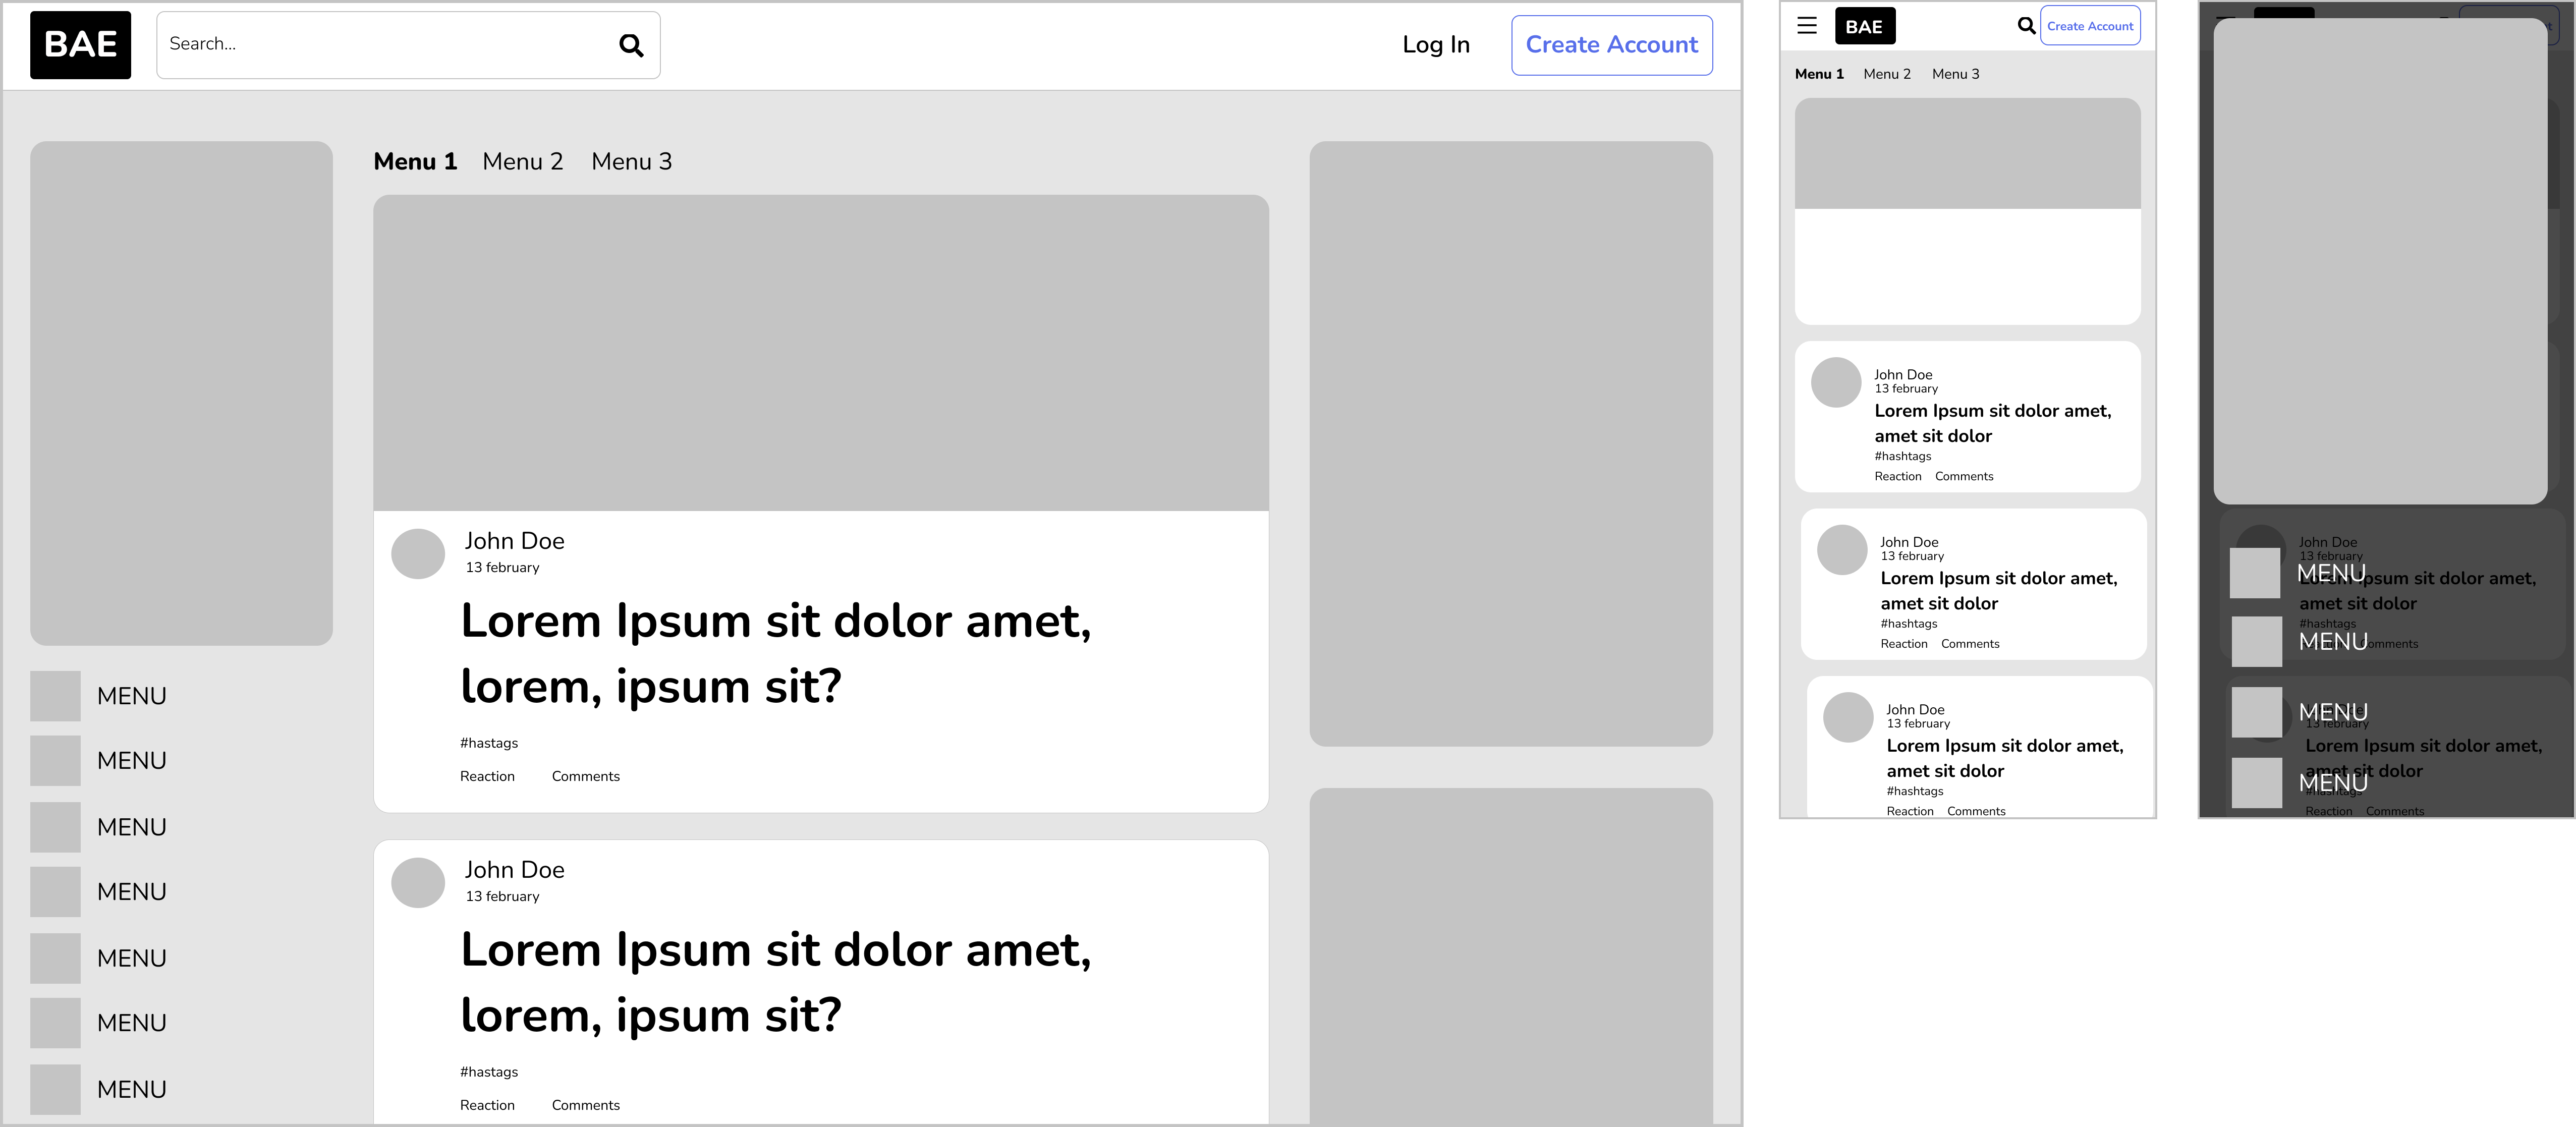 BAE
Search...
Log In
Create Account
Menu 1
Menu 2
Menu 3
John Doe
13 february
Lorem Ipsum sit dolor amet,
lorem, ipsum sit?
#hastags
Reaction
Comments
John Doe
13 february
Lorem Ipsum sit dolor amet,
lorem, ipsum sit?
#hastags
Reaction
Comments
MENU
MENU
MENU
MENU
MENU
MENU
MENU
BAE
Create Account
Menu 1
Menu 2
Menu 3
John Doe
13 february
Lorem Ipsum sit dolor amet,
amet sit dolor
#hashtags
Reaction
Comments
John Doe
13 february
Lorem Ipsum sit dolor amet,
amet sit dolor
#hashtags
Reaction
Comments
John Doe
13 february
Lorem Ipsum sit dolor amet,
amet sit dolor
#hashtags
Reaction
Comments
John Doe
13 february
MENU
Lorem Ipsum sit dolor amet,
amet sit dolor
#hashtags
MENU
Comments
MENU
13 february
Lorem Ipsum sit dolor amet,
amet sit dolor
MENU
#hashtags
Reaction
Comments